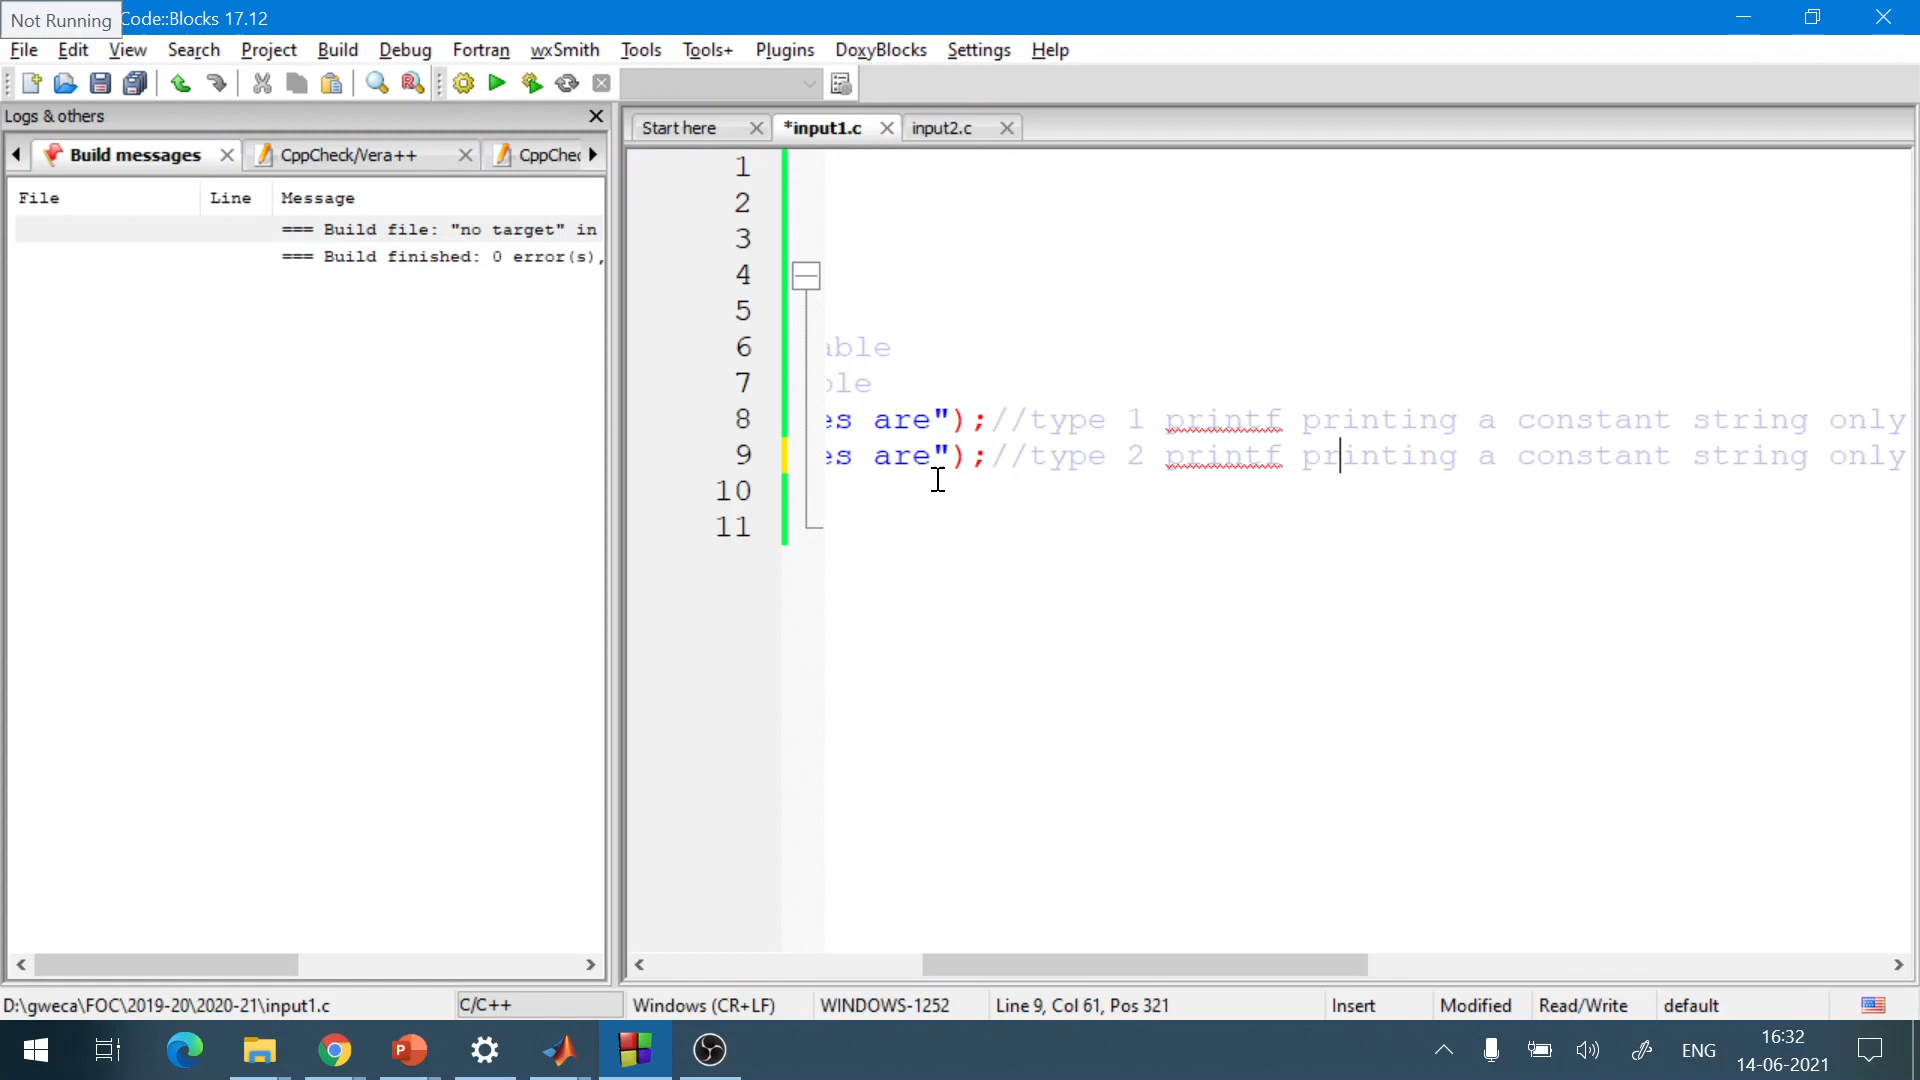 Not Running
Code::Blocks 17.12
File Edit View Search Project Build Debug Fortran wxSmith Tools Tools+ Plugins DoxyBlocks Settings Help
Logs & others
Build messages
CppCheck/Vera++
CppChec
Start here
*input1.c
input2.c
File Line Message
=== Build file: "no target" in
=== Build finished: 0 error(s),
1
2
3
4
5
6 able
7 ole
8 es are");//type 1 printf printing a constant string only
9 es are");//type 2 printf printing a constant string only
10
11
D:\gweca\FOC\2019-20\2020-21\input1.c
C/C++
Windows (CR+LF)
WINDOWS-1252
Line 9, Col 61, Pos 321
Insert
Modified
Read/Write
default
ENG
16:32
14-06-2021